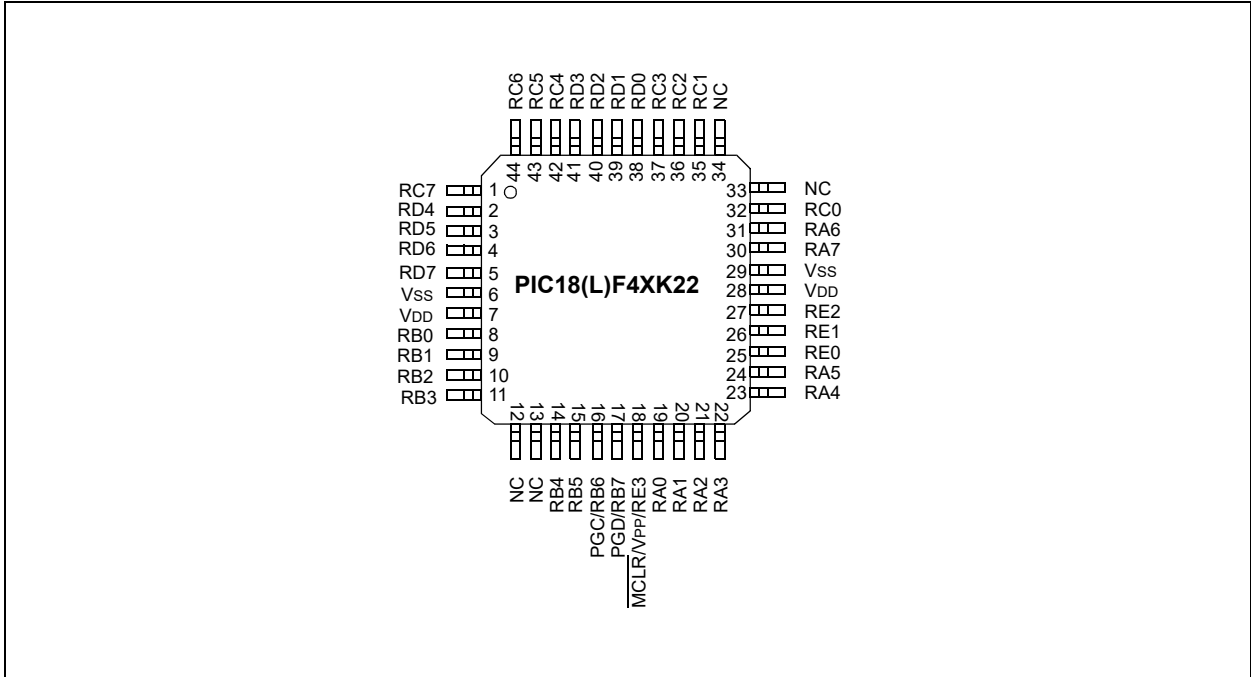 RC6 RC5 RC4 RD3 RD2 RD1 RD0 RC3 RC2 RC1 NC
44 43 42 41 40 39 38 37 36 35 34
RC7 1 33 NC
RD4 2 32 RC0
RD5 3 31 RA6
RD6 4 30 RA7
RD7 5 29 VSS
PIC18(L)F4XK22
VSS 6 28 VDD
VDD 7 27 RE2
RB0 8 26 RE1
RB1 9 25 RE0
RB2 10 24 RA5
RB3 11 23 RA4
12 13 14 15 16 17 18 19 20 21 22
NC NC RB4 RB5 PGC/RB6 PGD/RB7 MCLR/VPP/RE3 RA0 RA1 RA2 RA3